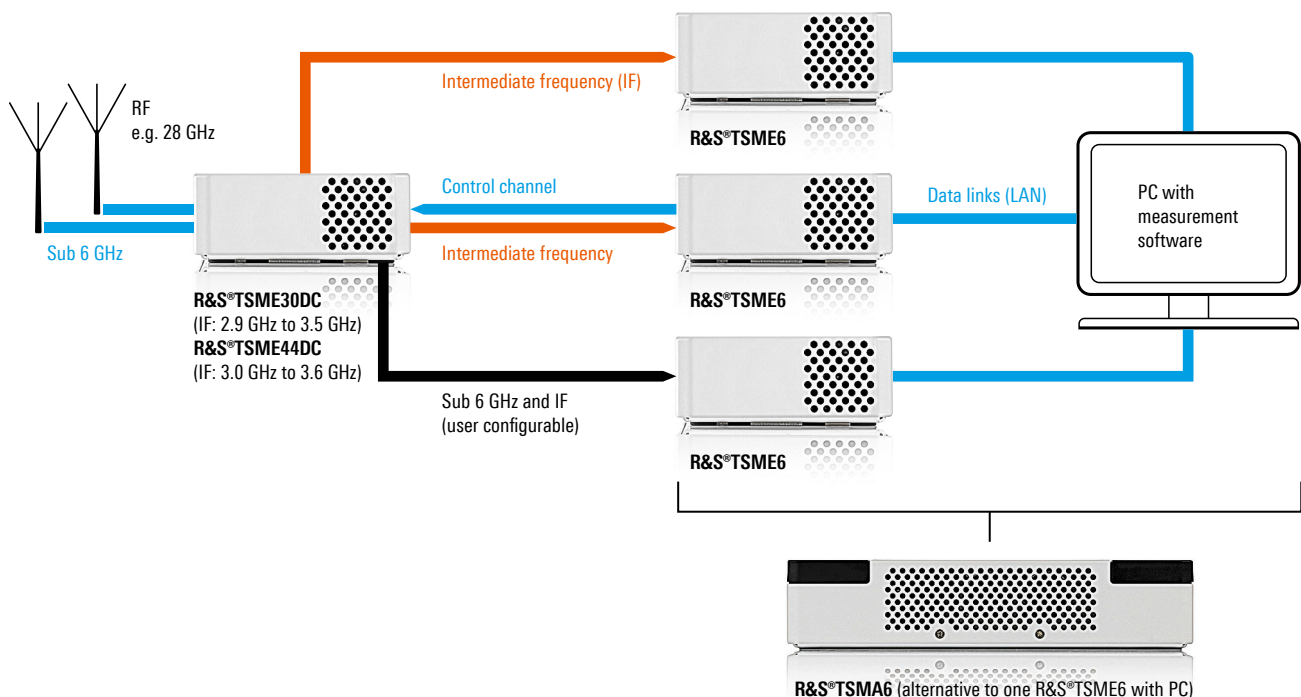 RF
e.g. 28 GHz
Sub 6 GHz
R&S®TSME30DC
(IF: 2.9 GHz to 3.5 GHz)
R&S®TSME44DC
(IF: 3.0 GHz to 3.6 GHz)
Intermediate frequency (IF)
R&S®TSME6
Control channel
Intermediate frequency
R&S®TSME6
Sub 6 GHz and IF
(user configurable)
R&S®TSME6
Data links (LAN)
PC with
measurement
software
R&S®TSMA6 (alternative to one R&S®TSME6 with PC)